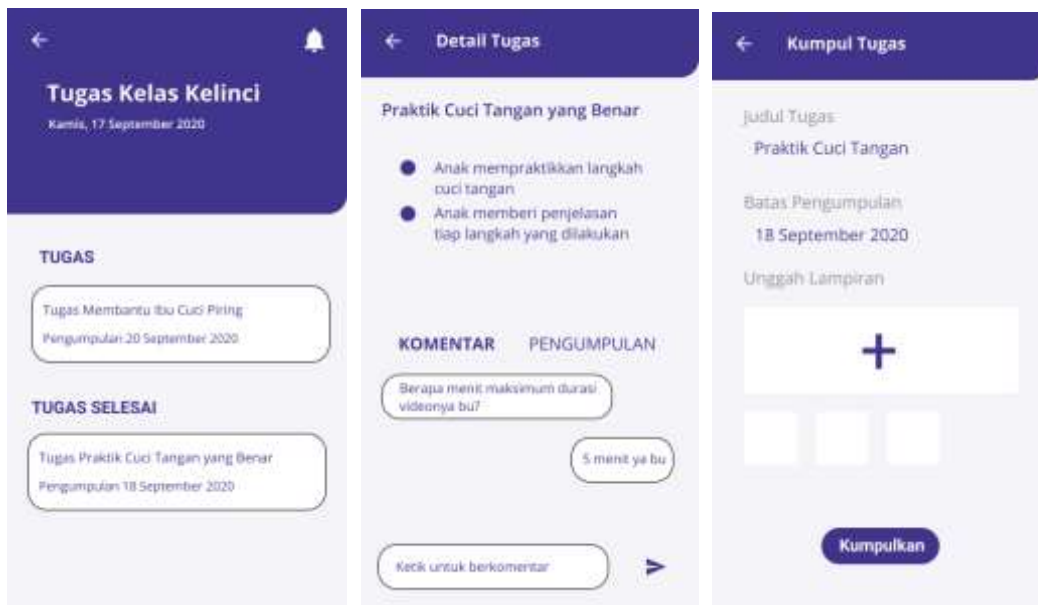 Tugas Kelas Kelinci
Kamis, 17 September 2020
TUGAS
Tugas Membantu Ibu Cuci Piring
Pengumpulan 20 September 2020
TUGAS SELESAI
Tugas Praktik Cuci Tangan yang Benar
Pengumpulan 18 September 2020
Detail Tugas
Praktik Cuci Tangan yang Benar
Anak mempraktikkan langkah
cuci tangan
Anak memberi penjelasan
tiap langkah yang dilakukan
KOMENTAR PENGUMPULAN
Berapa menit maksimum durasi
videonya bu?
5 menit ya bu
Ketik untuk berkomentar
Kumpul Tugas
Judul Tugas
Praktik Cuci Tangan
Batas Pengumpulan
18 September 2020
Unggah Lampiran
Kumpulkan